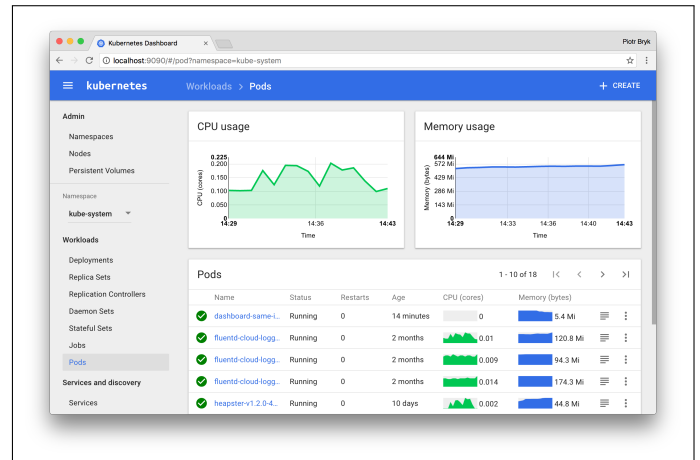 Kubernetes Dashboard
Piotr Bryk
localhost:9090/#/pod?namespace=kube-system
kubernetes
Workloads > Pods
+ CREATE
Admin
Namespaces
Nodes
Persistent Volumes
Namespace
kube-system
Workloads
Deployments
Replica Sets
Replication Controllers
Daemon Sets
Stateful Sets
Jobs
Pods
Services and discovery
Services
CPU usage
CPU (cores)
0.225
0.200
0.150
0.100
0.050
0
14:29 14:36 14:43
Time
Memory usage
Memory (bytes)
644 Mi
572 Mi
429 Mi
286 Mi
143 Mi
0
14:29 14:33 14:36 14:40 14:43
Time
Pods
1 - 10 of 18
Name Status Restarts Age CPU (cores) Memory (bytes)
dashboard-same-i... Running 0 14 minutes 0 5.4 Mi
fluentd-cloud-logg... Running 0 2 months 0.01 120.8 Mi
fluentd-cloud-logg... Running 0 2 months 0.009 94.3 Mi
fluentd-cloud-logg... Running 0 2 months 0.014 174.3 Mi
heapster-v1.2.0-4... Running 0 10 days 0.002 44.8 Mi